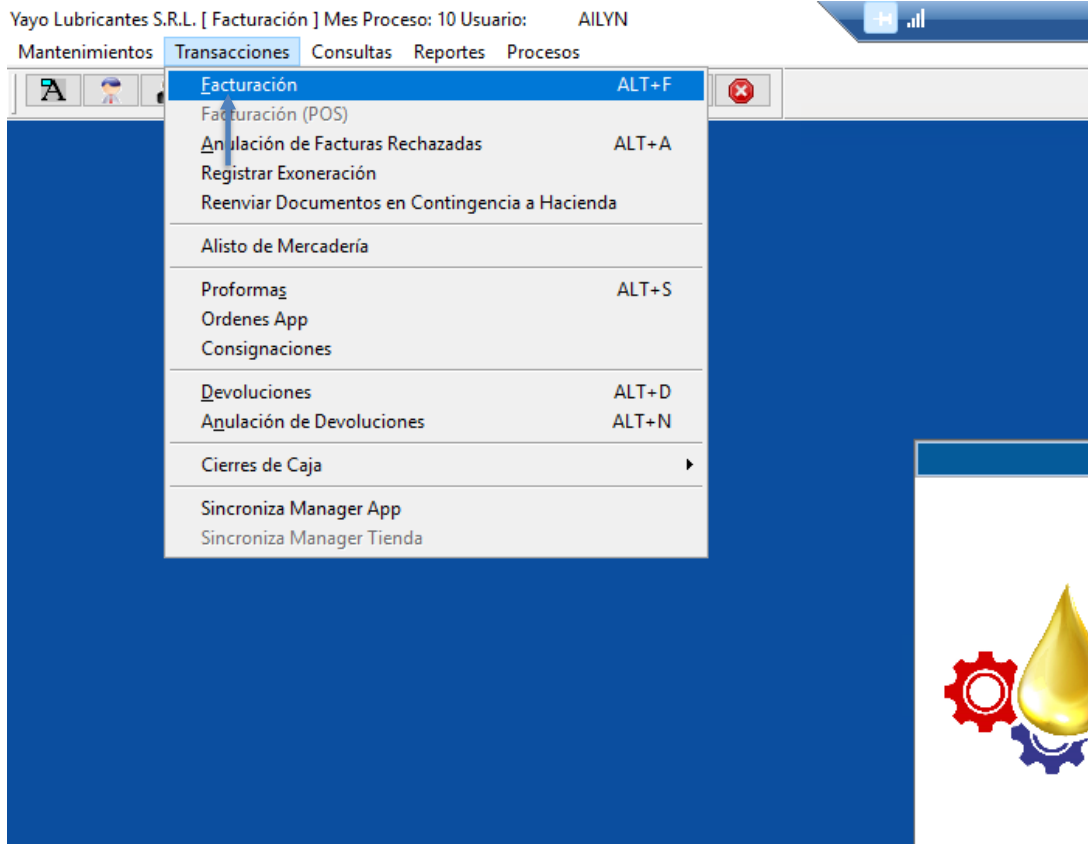 Yayo Lubricantes S.R.L. [ Facturación ] Mes Proceso: 10 Usuario: AILYN
Mantenimientos Transacciones Consultas Reportes Procesos
Facturación ALT+F
Facturación (POS)
Anulación de Facturas Rechazadas ALT+A
Registrar Exoneración
Reenviar Documentos en Contingencia a Hacienda
Alisto de Mercadería
Proformas ALT+S
Ordenes App
Consignaciones
Devoluciones ALT+D
Anulación de Devoluciones ALT+N
Cierres de Caja
Sincroniza Manager App
Sincroniza Manager Tienda